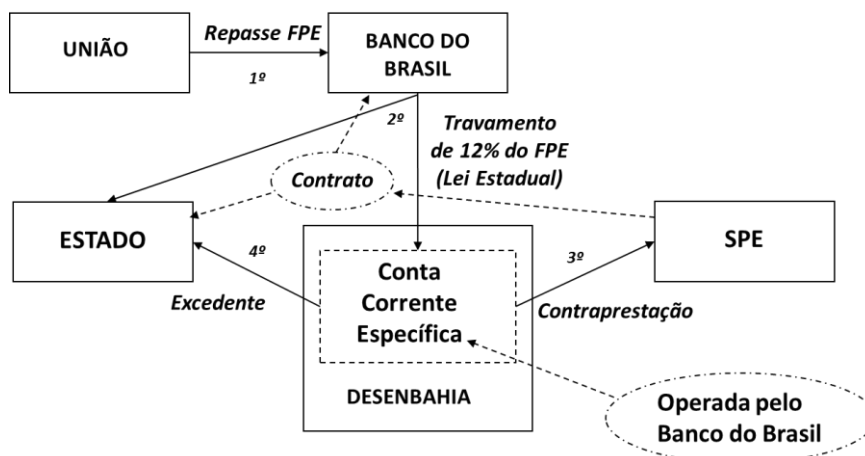 UNIÃO
Repasse FPE
1º
BANCO DO
BRASIL
2º
Travamento
de 12% do FPE
(Lei Estadual)
Contrato
ESTADO
4º
Excedente
Conta
Corrente
Específica
DESENBAHIA
3º
Contraprestação
SPE
Operada pelo
Banco do Brasil